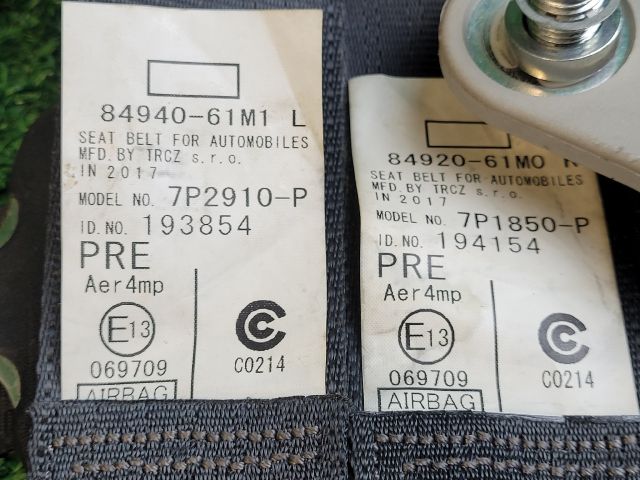 84940-61M1 L
SEAT BELT FOR AUTOMOBILES
MFD. BY TRCZ s.r.o.
IN 2017
MODEL NO. 7P2910-P
ID.NO. 193854
PRE
Aer4mp
E13
069709
C0214
AIRBAG
84920-61M0 R
SEAT BELT FOR AUTOMOBILES
MFD. BY TRCZ s.r.o.
IN 2017
MODEL NO. 7P1850-P
ID.NO. 194154
PRE
Aer4mp
E13
069709
C0214
AIRBAG